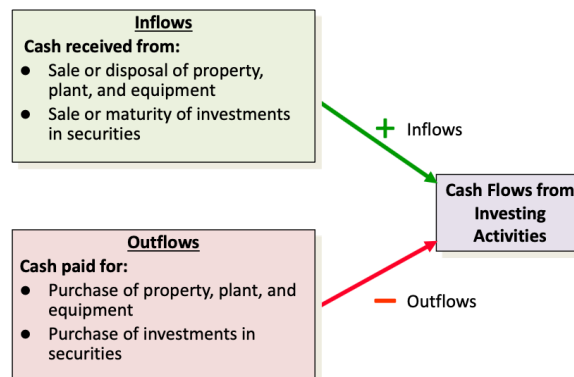 Inflows
Cash received from:
● Sale or disposal of property,
plant, and equipment
● Sale or maturity of investments
in securities
+ Inflows
Cash Flows from
Investing
Activities
Outflows
Cash paid for:
● Purchase of property, plant, and
equipment
● Purchase of investments in
securities
− Outflows